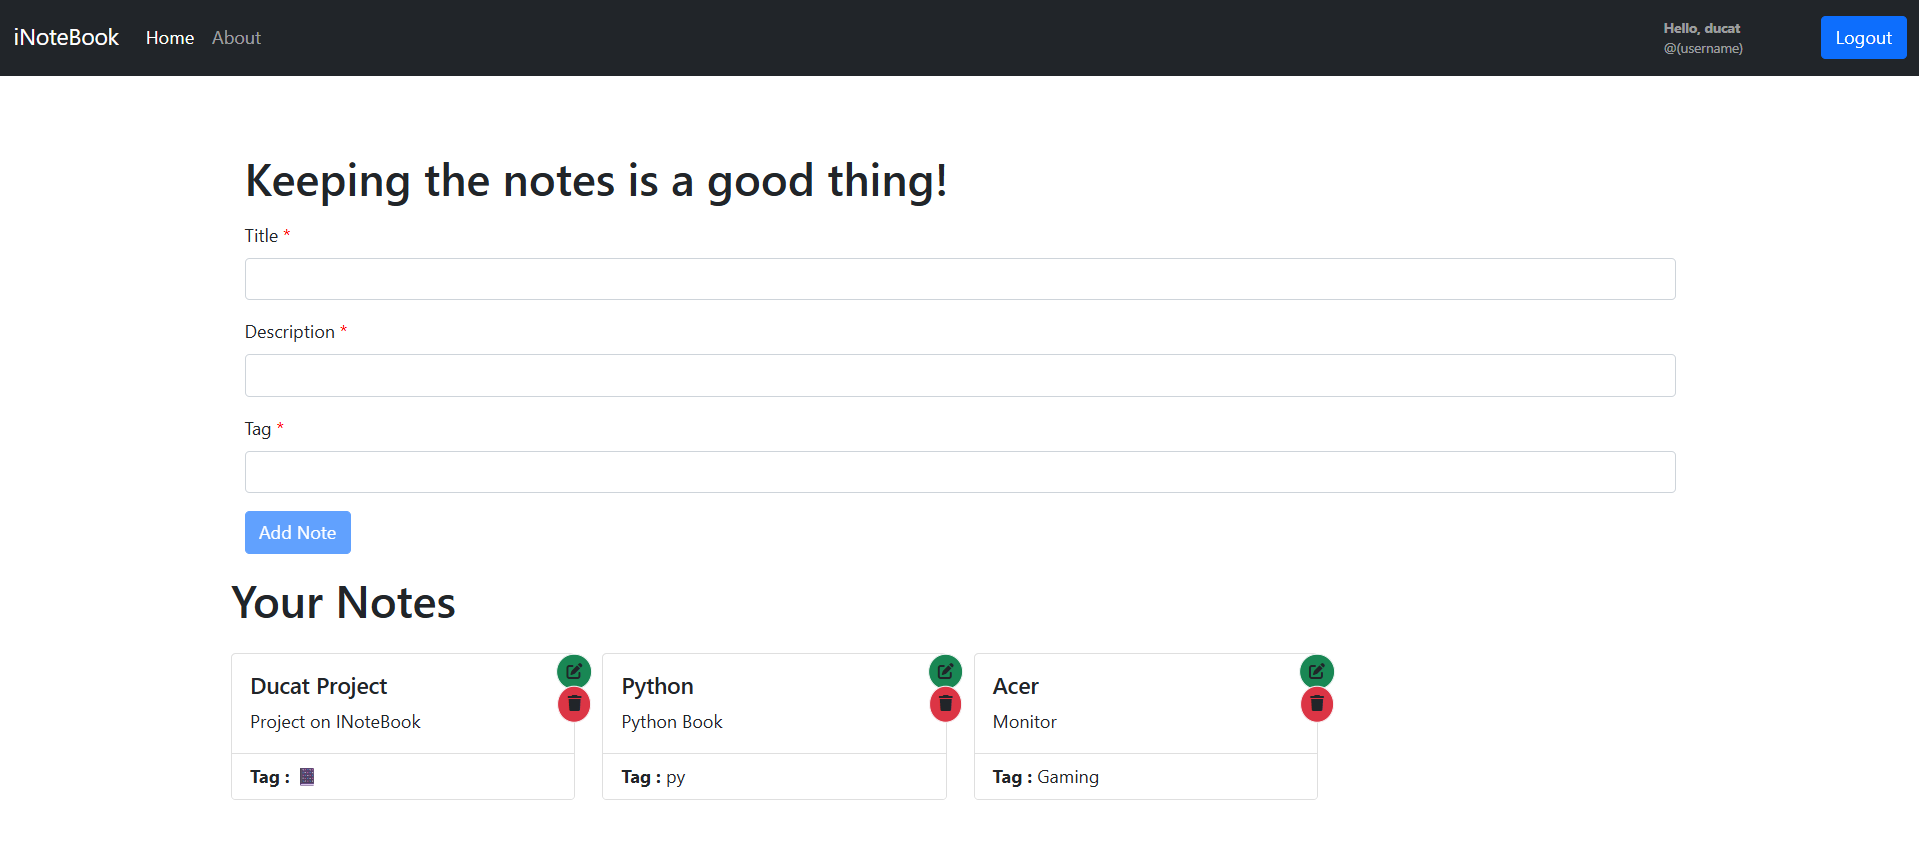 iNoteBook Home About
Hello, ducat
@(username)
Logout
Keeping the notes is a good thing!
Title *
Description *
Tag *
Add Note
Your Notes
Ducat Project
Project on INoteBook
Tag :
Python
Python Book
Tag : py
Acer
Monitor
Tag : Gaming